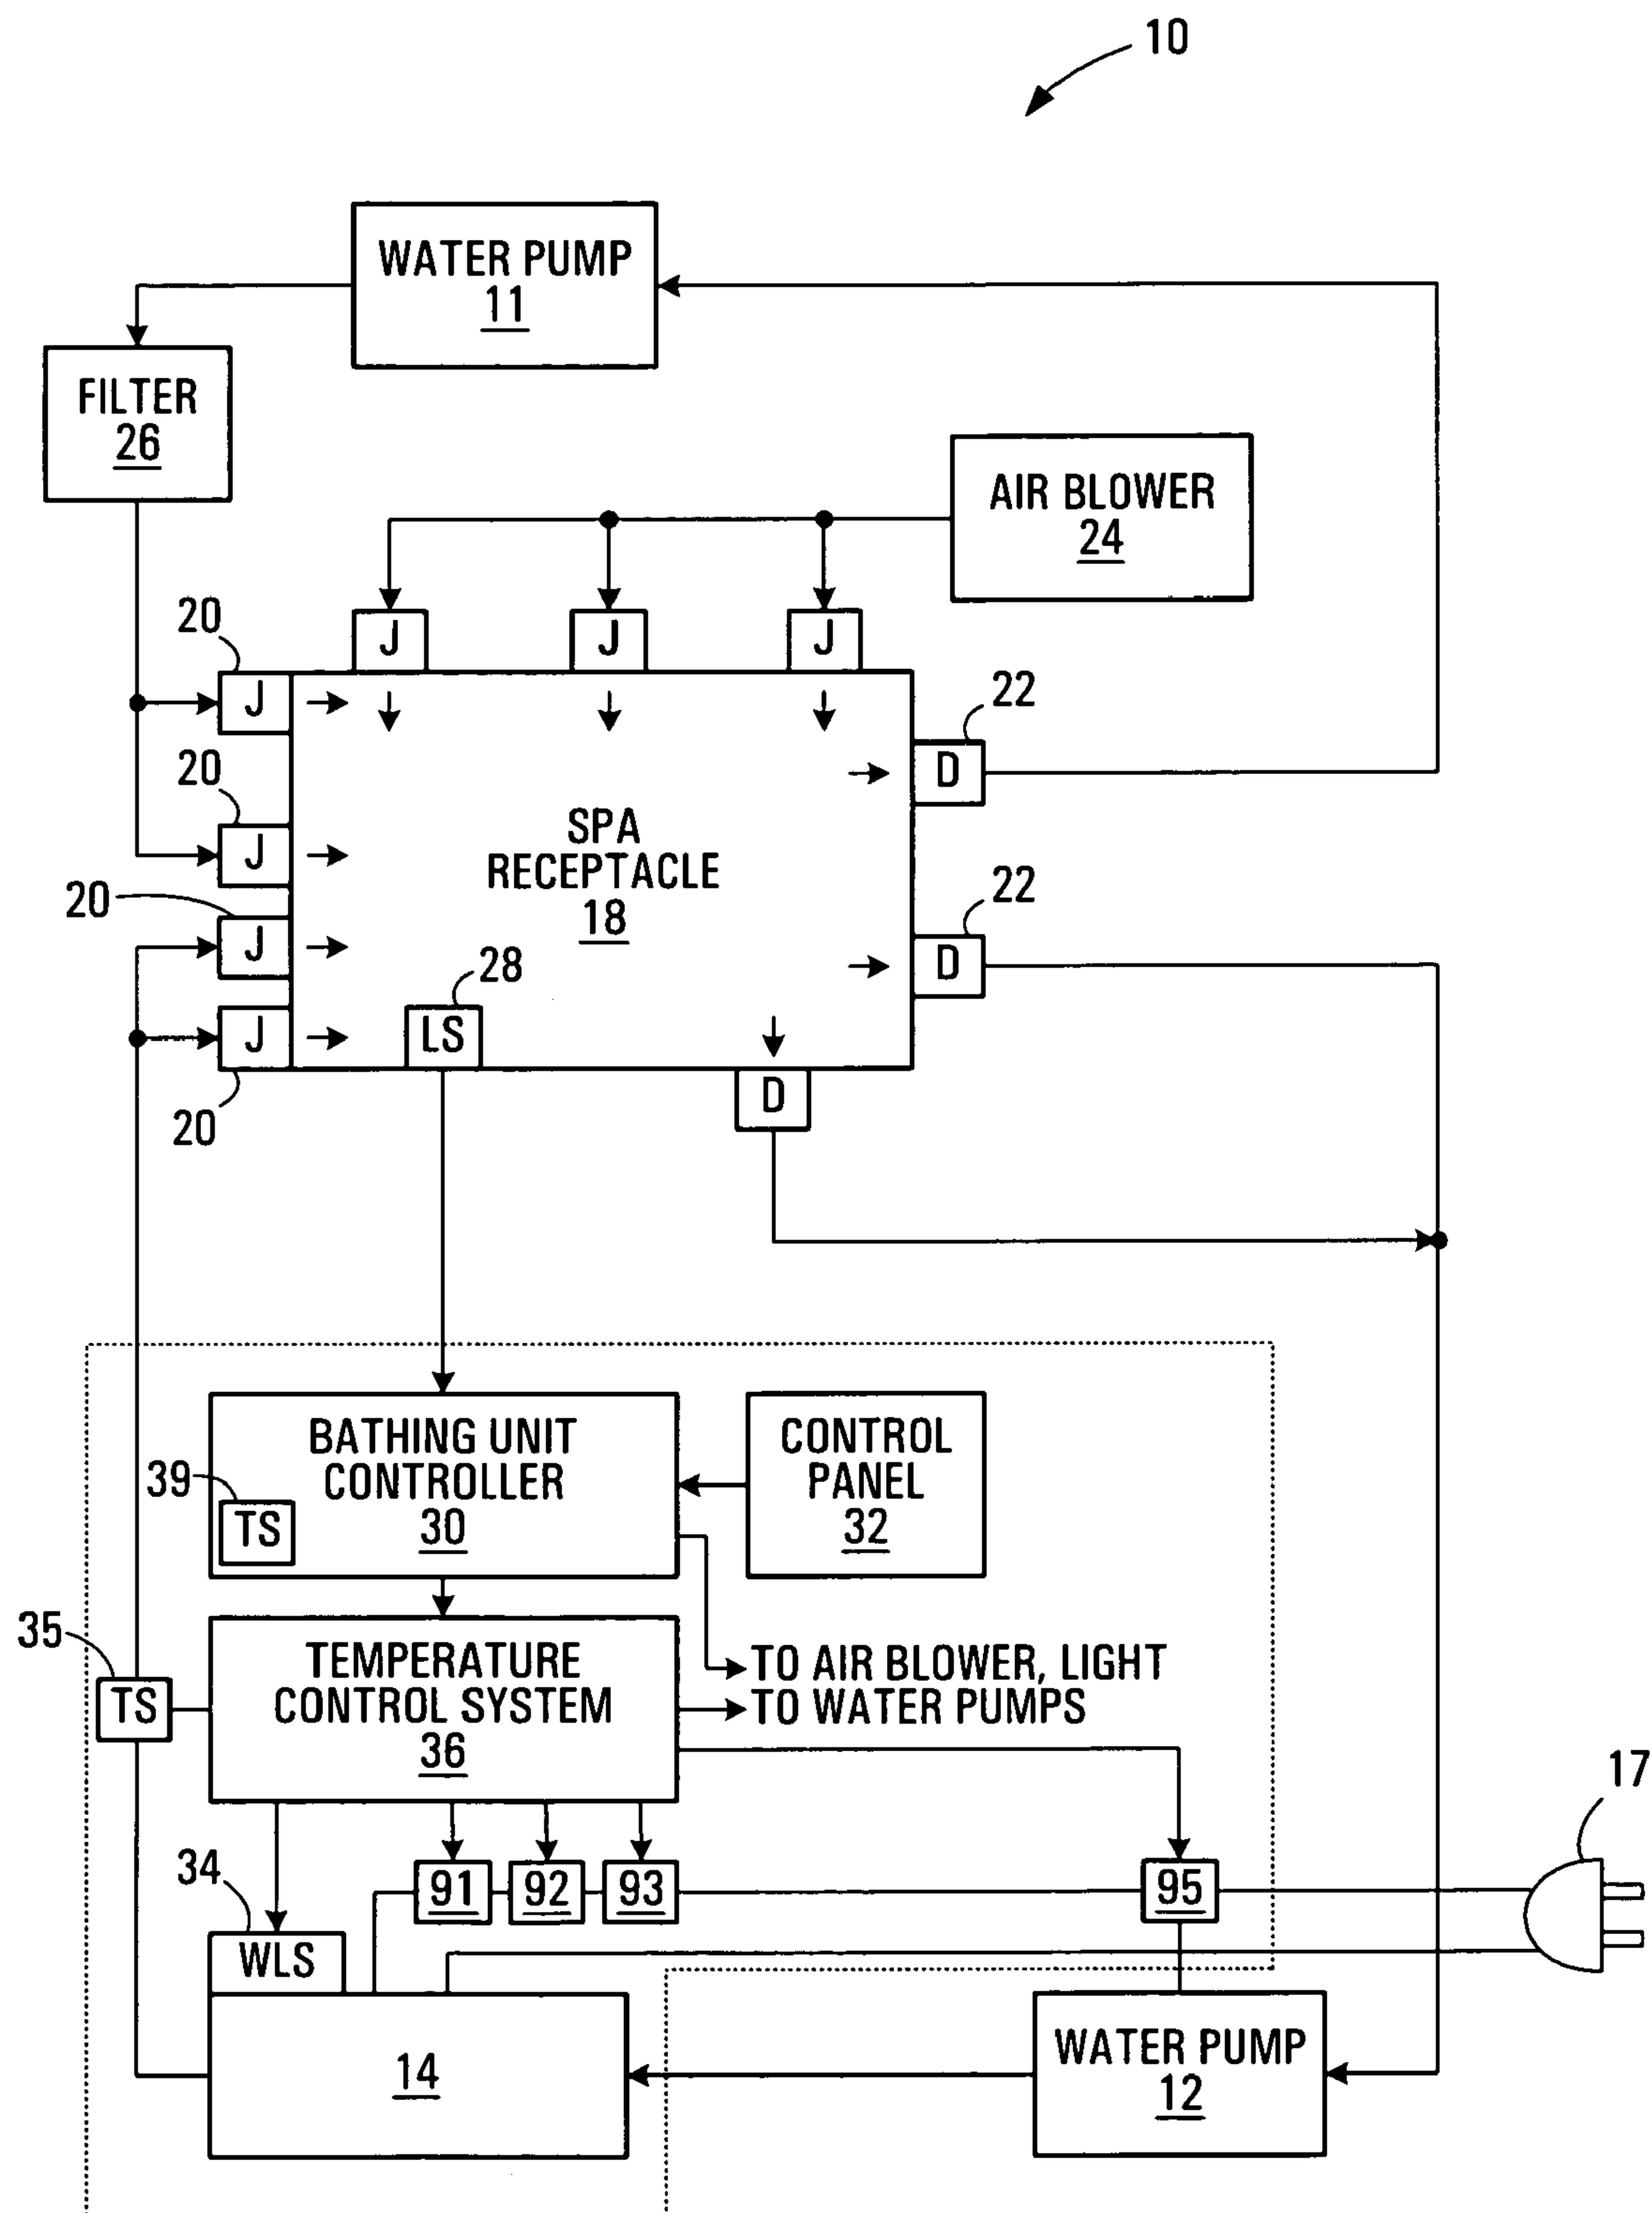 10
WATER PUMP
11
FILTER
26
AIR BLOWER
24
J
J
J
20
J
22
D
20
J
SPA
RECEPTACLE
18
20
J
22
D
28
LS
J
20
D
BATHING UNIT
CONTROLLER
30
39
TS
CONTROL
PANEL
32
35
TS
TEMPERATURE
CONTROL SYSTEM
36
TO AIR BLOWER, LIGHT
TO WATER PUMPS
17
34
WLS
91
92
93
95
14
WATER PUMP
12